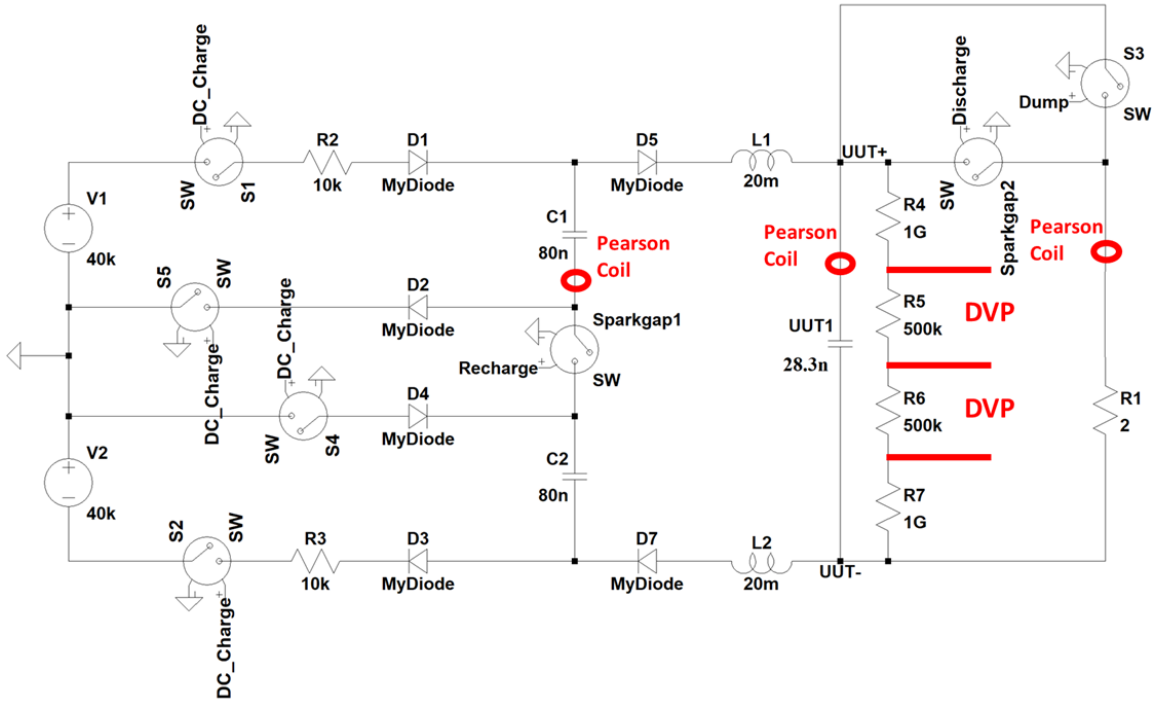 S3
Dump
SW
DC_Charge
SW
S1
R2
10k
D1
MyDiode
D5
MyDiode
L1
20m
UUT+
Discharge
SW
Sparkgap2
V1
40k
C1
80n
Pearson
Coil
Pearson
Coil
R4
1G
Pearson
Coil
S5
SW
DC_Charge
D2
MyDiode
Sparkgap1
Recharge
SW
R5
500k
DVP
UUT1
28.3n
DC_Charge
SW
S4
D4
MyDiode
R6
500k
DVP
R1
2
V2
40k
C2
80n
R7
1G
S2
SW
DC_Charge
R3
10k
D3
MyDiode
D7
MyDiode
L2
20m
UUT-